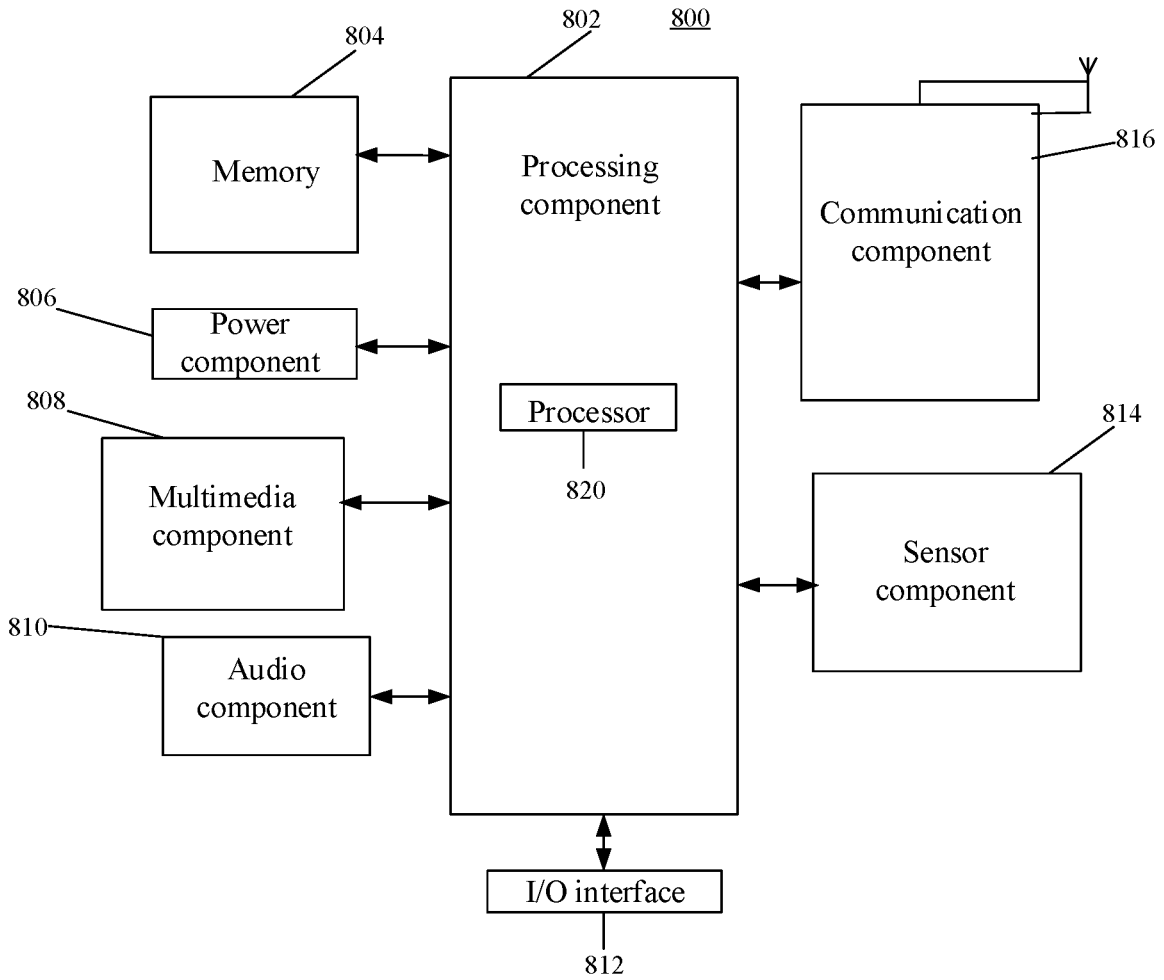 802
800
804
Memory
Processing
component
816
Communication
component
806
Power
component
808
Processor
820
814
Multimedia
component
Sensor
component
810
Audio
component
I/O interface
812